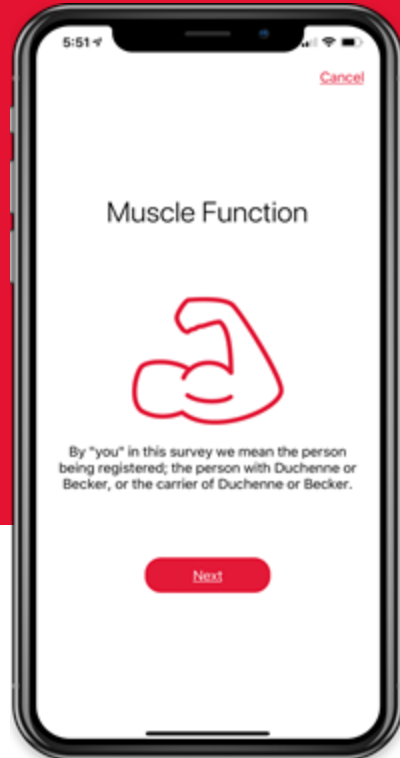 5:51
Cancel
Muscle Function
By "you" in this survey we mean the person
being registered; the person with Duchenne or
Becker, or the carrier of Duchenne or Becker.
Next